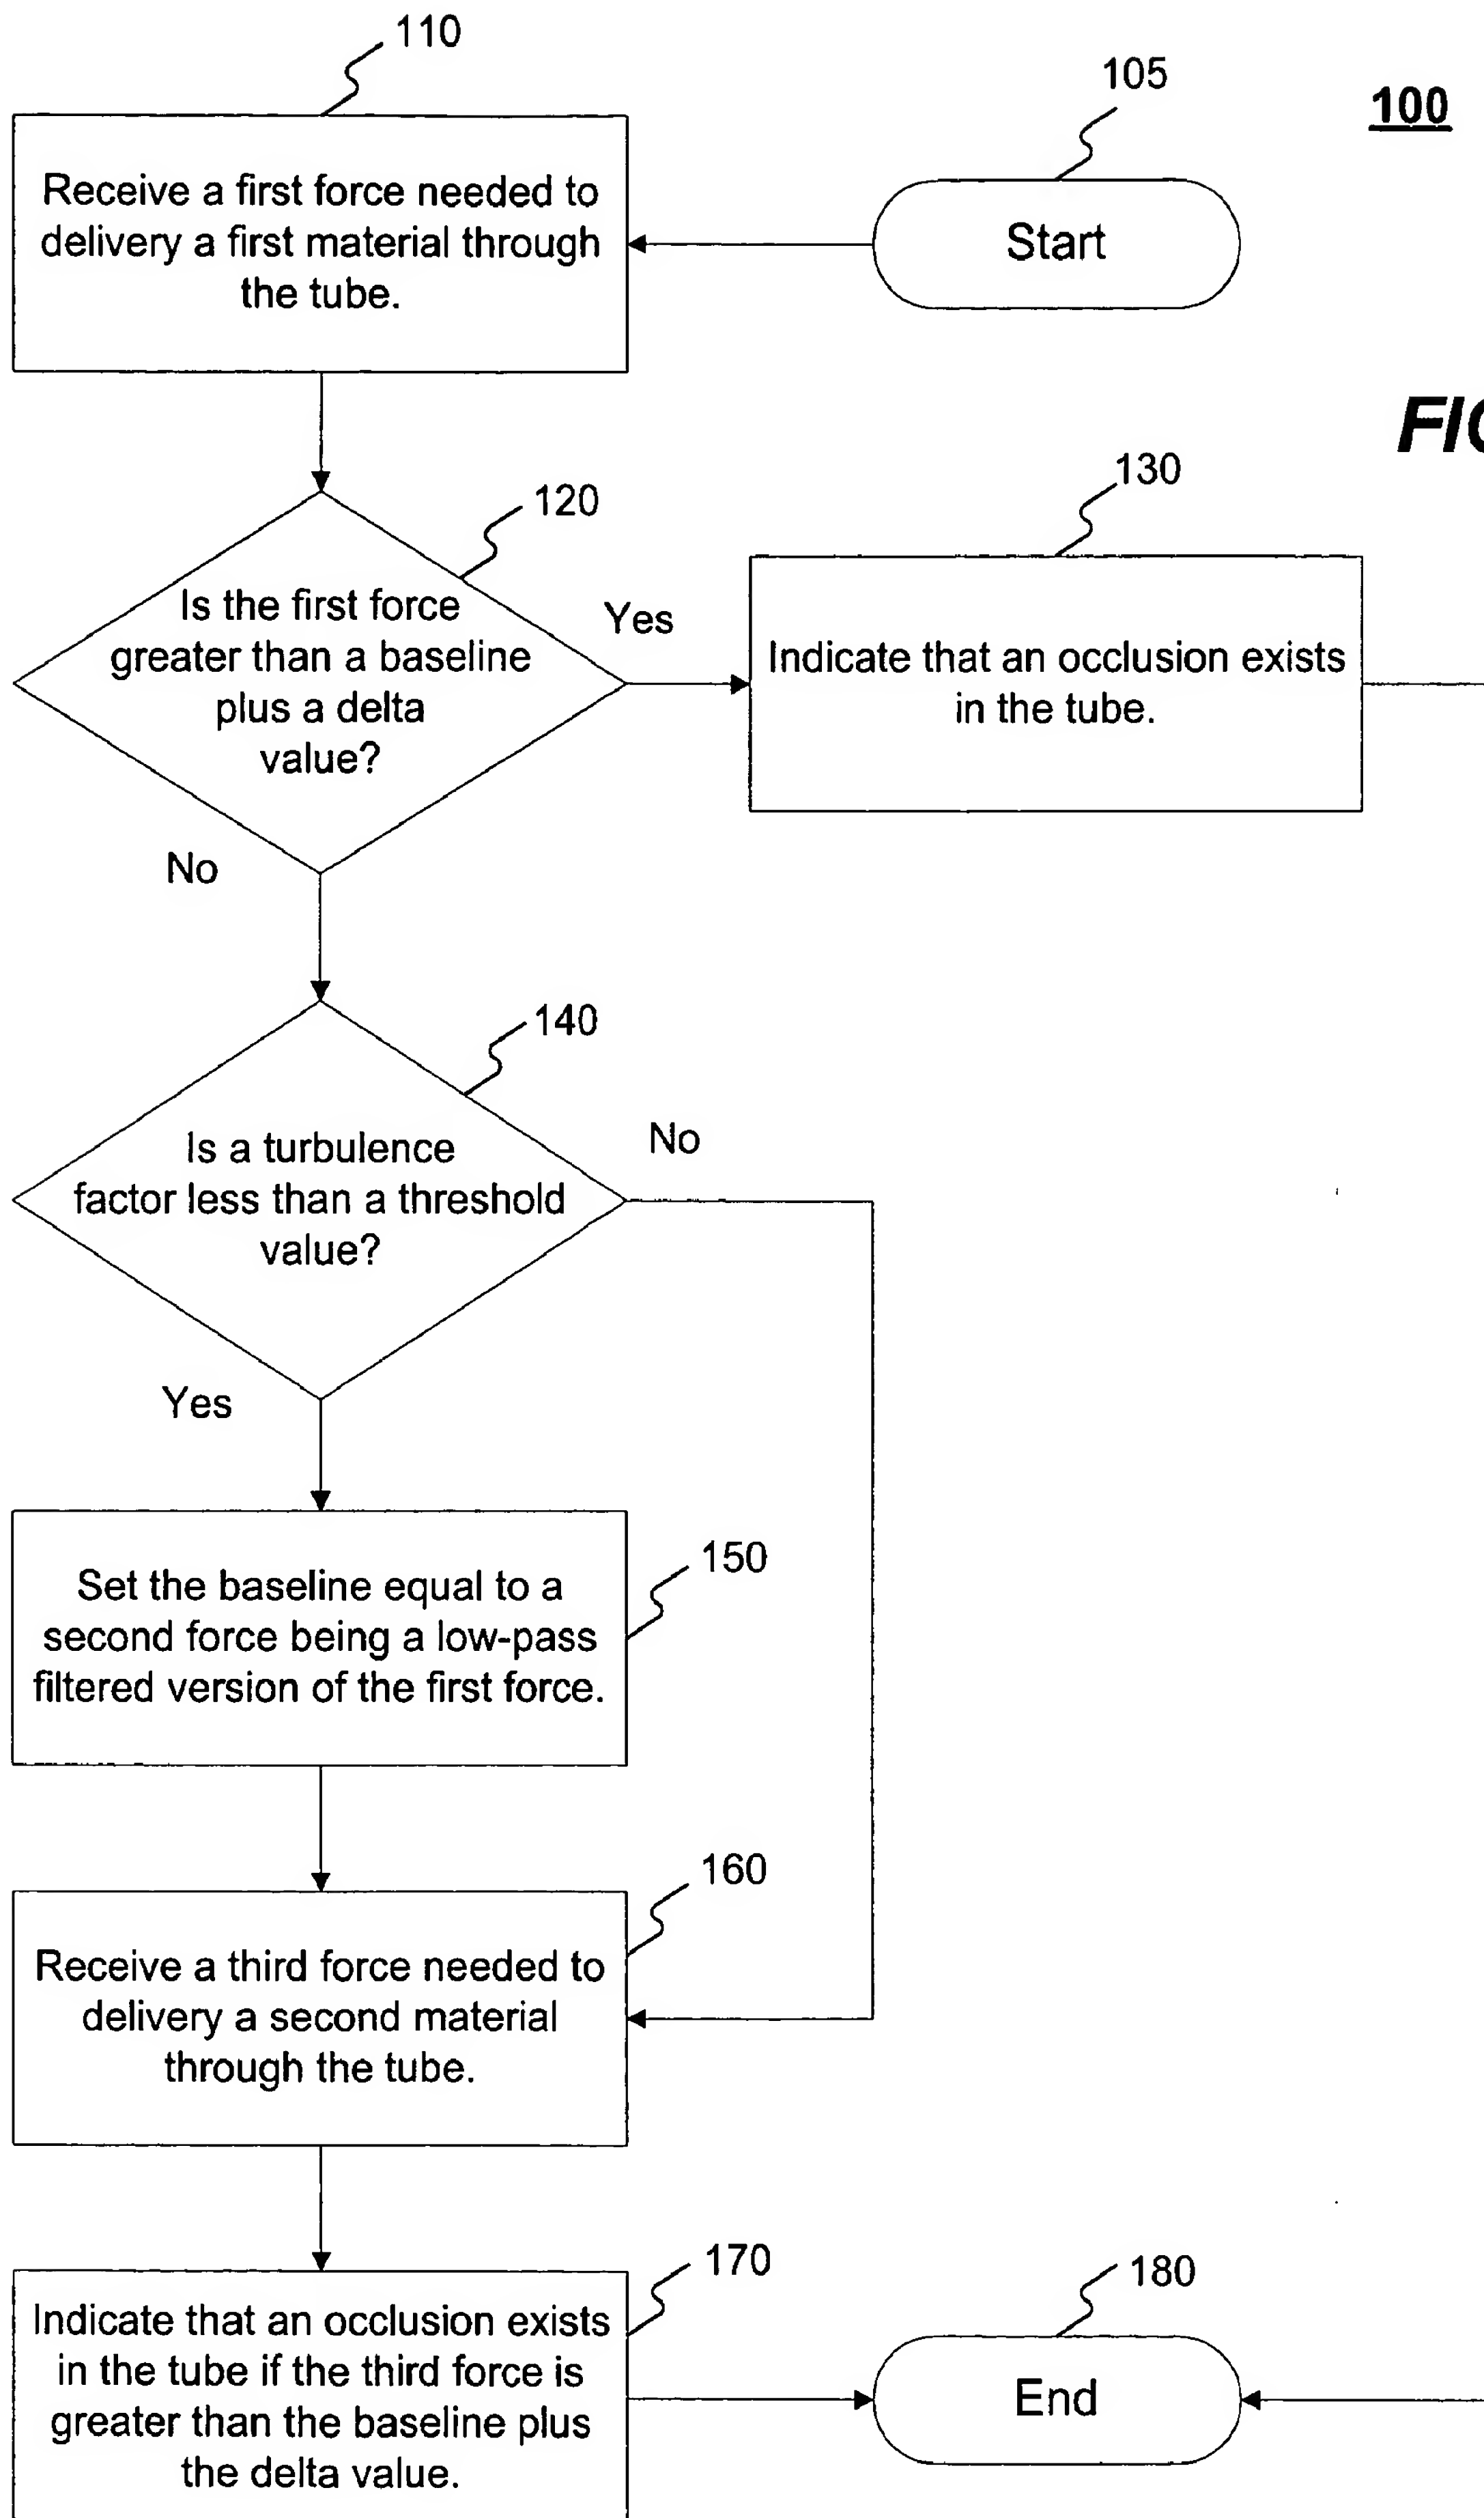 110
105
100
Receive a first force needed to
delivery a first material through
the tube.
Start
FIG
120
130
Is the first force
greater than a baseline
plus a delta
value?
Yes
Indicate that an occlusion exists
in the tube.
No
140
Is a turbulence
factor less than a threshold
value?
No
Yes
150
Set the baseline equal to a
second force being a low-pass
filtered version of the first force.
160
Receive a third force needed to
delivery a second material
through the tube.
170
180
Indicate that an occlusion exists
in the tube if the third force is
greater than the baseline plus
the delta value.
End